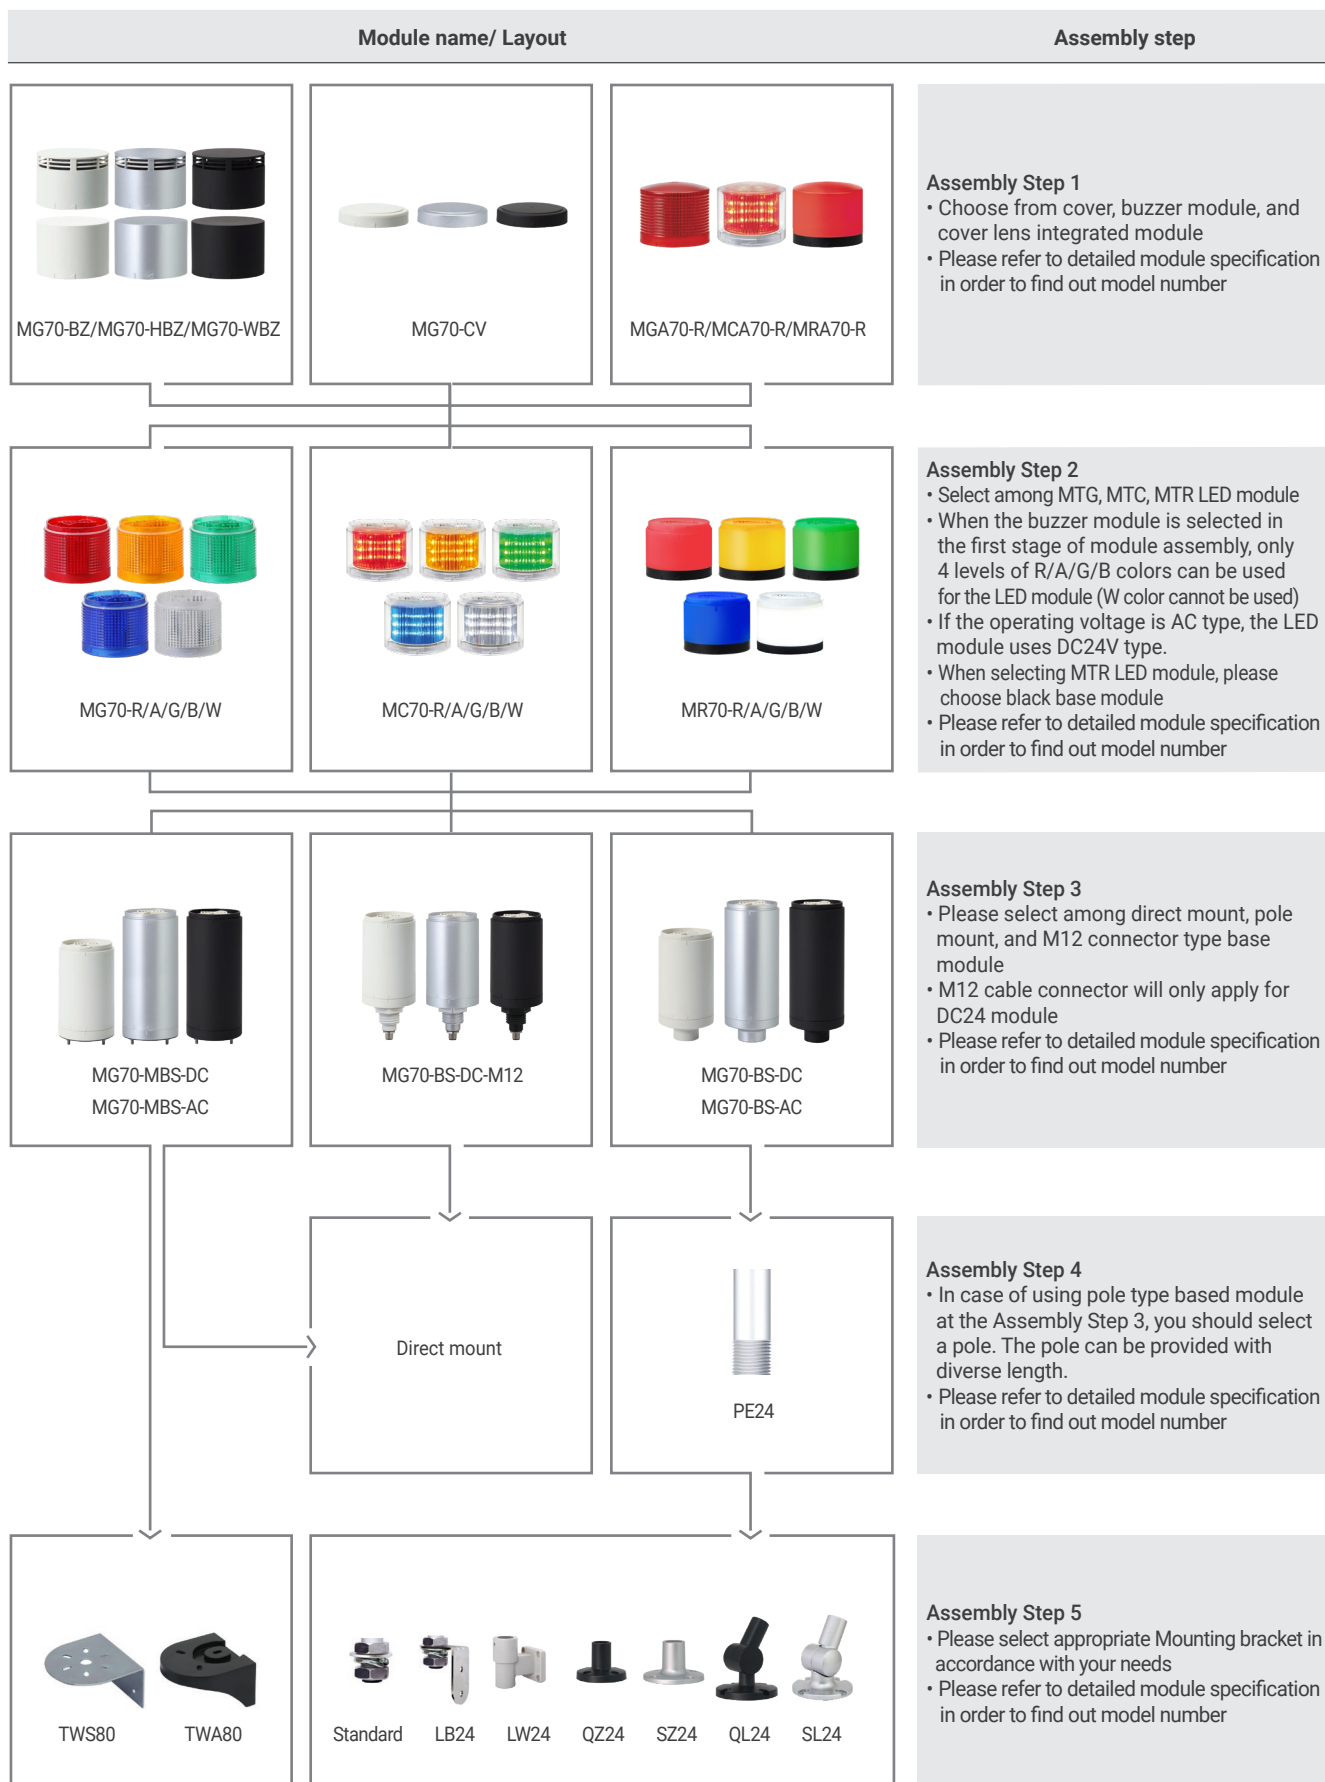 Module name/ Layout
Assembly step
MG70-BZ/MG70-HBZ/MG70-WBZ
MG70-CV
MGA70-R/MCA70-R/MRA70-R
Assembly Step 1
• Choose from cover, buzzer module, and
cover lens integrated module
• Please refer to detailed module specification
in order to find out model number
MG70-R/A/G/B/W
MC70-R/A/G/B/W
MR70-R/A/G/B/W
Assembly Step 2
• Select among MTG, MTC, MTR LED module
• When the buzzer module is selected in
the first stage of module assembly, only
4 levels of R/A/G/B colors can be used
for the LED module (W color cannot be used)
• If the operating voltage is AC type, the LED
module uses DC24V type.
• When selecting MTR LED module, please
choose black base module
• Please refer to detailed module specification
in order to find out model number
MG70-MBS-DC
MG70-MBS-AC
MG70-BS-DC-M12
MG70-BS-DC
MG70-BS-AC
Assembly Step 3
• Please select among direct mount, pole
mount, and M12 connector type base
module
• M12 cable connector will only apply for
DC24 module
• Please refer to detailed module specification
in order to find out model number
Direct mount
PE24
Assembly Step 4
• In case of using pole type based module
at the Assembly Step 3, you should select
a pole. The pole can be provided with
diverse length.
• Please refer to detailed module specification
in order to find out model number
TWS80
TWA80
Standard
LB24
LW24
QZ24
SZ24
QL24
SL24
Assembly Step 5
• Please select appropriate Mounting bracket in
accordance with your needs
• Please refer to detailed module specification
in order to find out model number